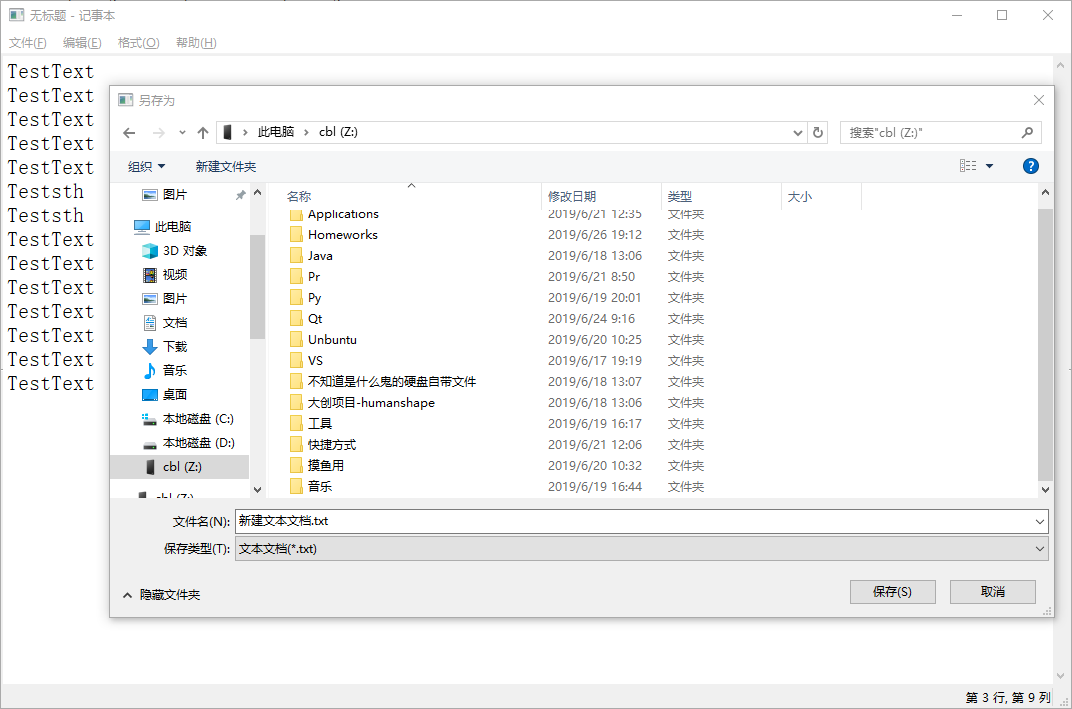 无标题 - 记事本
文件(F) 编辑(E) 格式(O) 帮助(H)
TestText
TestText
TestText
TestText
TestText
Teststh
Teststh
TestText
TestText
TestText
TestText
TestText
TestText
TestText
另存为
此电脑 cbl (Z:)
搜索"cbl (Z:)"
组织 新建文件夹
图片
此电脑
3D 对象
视频
图片
文档
下载
音乐
桌面
本地磁盘 (C:)
本地磁盘 (D:)
cbl (Z:)
cbl (Z:)
名称 修改日期 类型 大小
Applications 2019/6/21 12:35 文件夹
Homeworks 2019/6/26 19:12 文件夹
Java 2019/6/18 13:06 文件夹
Pr 2019/6/21 8:50 文件夹
Py 2019/6/19 20:01 文件夹
Qt 2019/6/24 9:16 文件夹
Unbuntu 2019/6/20 10:25 文件夹
VS 2019/6/17 19:19 文件夹
不知道是什么鬼的硬盘自带文件 2019/6/18 13:07 文件夹
大创项目-humanshape 2019/6/18 13:06 文件夹
工具 2019/6/19 16:17 文件夹
快捷方式 2019/6/21 12:06 文件夹
摸鱼用 2019/6/20 10:32 文件夹
音乐 2019/6/19 16:44 文件夹
文件名(N): 新建文本文档.txt
保存类型(T): 文本文档(*.txt)
隐藏文件夹
保存(S) 取消
第 3 行, 第 9 列